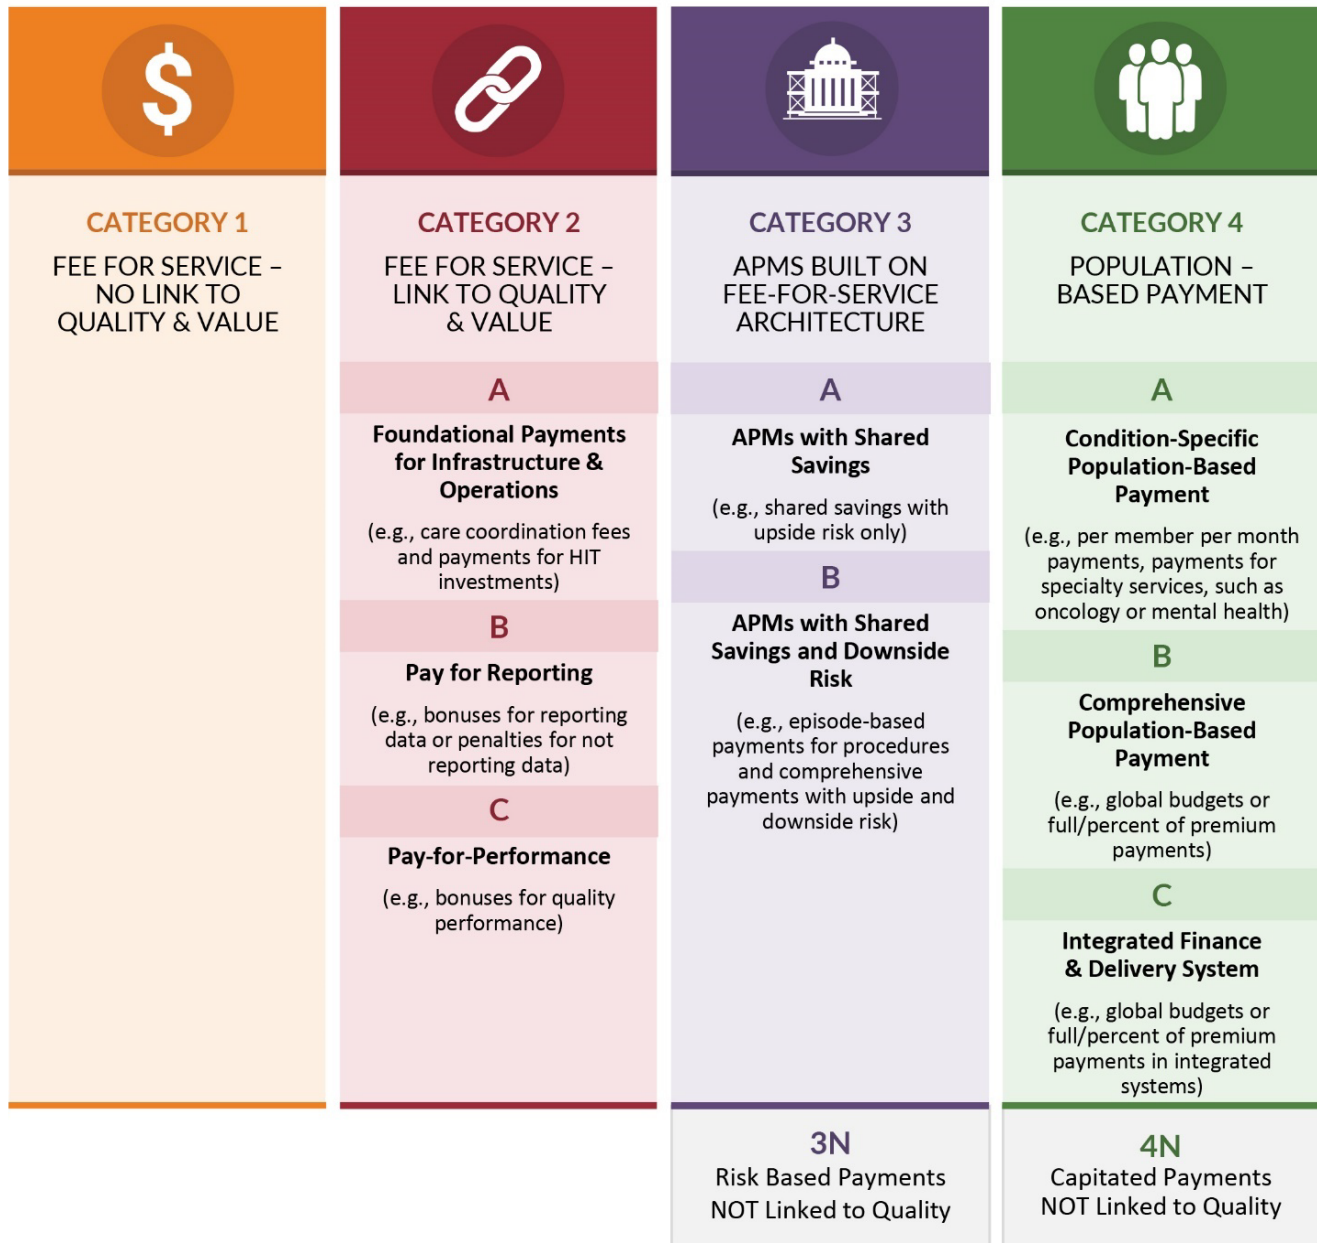 $
CATEGORY 1
FEE FOR SERVICE –
NO LINK TO
QUALITY & VALUE
CATEGORY 2
FEE FOR SERVICE –
LINK TO QUALITY
& VALUE
A
Foundational Payments
for Infrastructure &
Operations
(e.g., care coordination fees
and payments for HIT
investments)
B
Pay for Reporting
(e.g., bonuses for reporting
data or penalties for not
reporting data)
C
Pay-for-Performance
(e.g., bonuses for quality
performance)
CATEGORY 3
APMS BUILT ON
FEE-FOR-SERVICE
ARCHITECTURE
A
APMs with Shared
Savings
(e.g., shared savings with
upside risk only)
B
APMs with Shared
Savings and Downside
Risk
(e.g., episode-based
payments for procedures
and comprehensive
payments with upside and
downside risk)
3N
Risk Based Payments
NOT Linked to Quality
CATEGORY 4
POPULATION –
BASED PAYMENT
A
Condition-Specific
Population-Based
Payment
(e.g., per member per month
payments, payments for
specialty services, such as
oncology or mental health)
B
Comprehensive
Population-Based
Payment
(e.g., global budgets or
full/percent of premium
payments)
C
Integrated Finance
& Delivery System
(e.g., global budgets or
full/percent of premium
payments in integrated
systems)
4N
Capitated Payments
NOT Linked to Quality